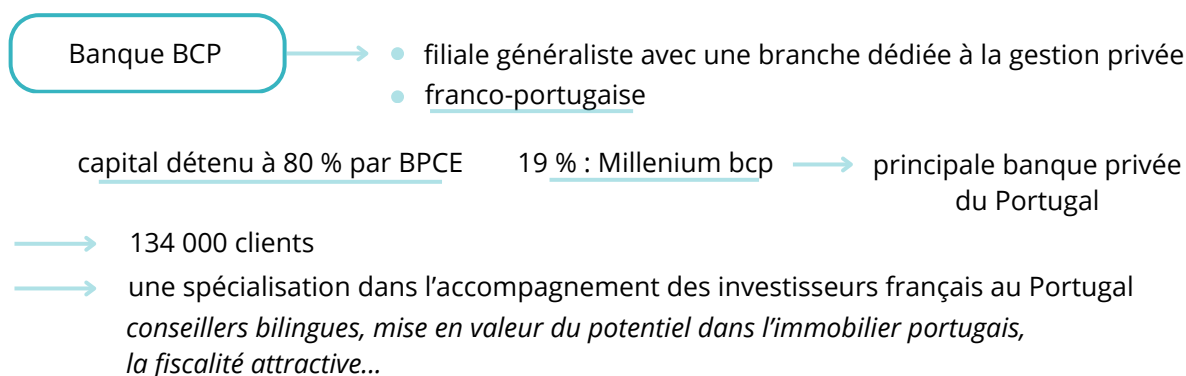 Banque BCP
filiale généraliste avec une branche dédiée à la gestion privée
franco-portugaise
capital détenu à 80 % par BPCE
19 % : Millenium bcp
principale banque privée
du Portugal
134 000 clients
une spécialisation dans l’accompagnement des investisseurs français au Portugal
conseillers bilingues, mise en valeur du potentiel dans l’immobilier portugais,
la fiscalité attractive...